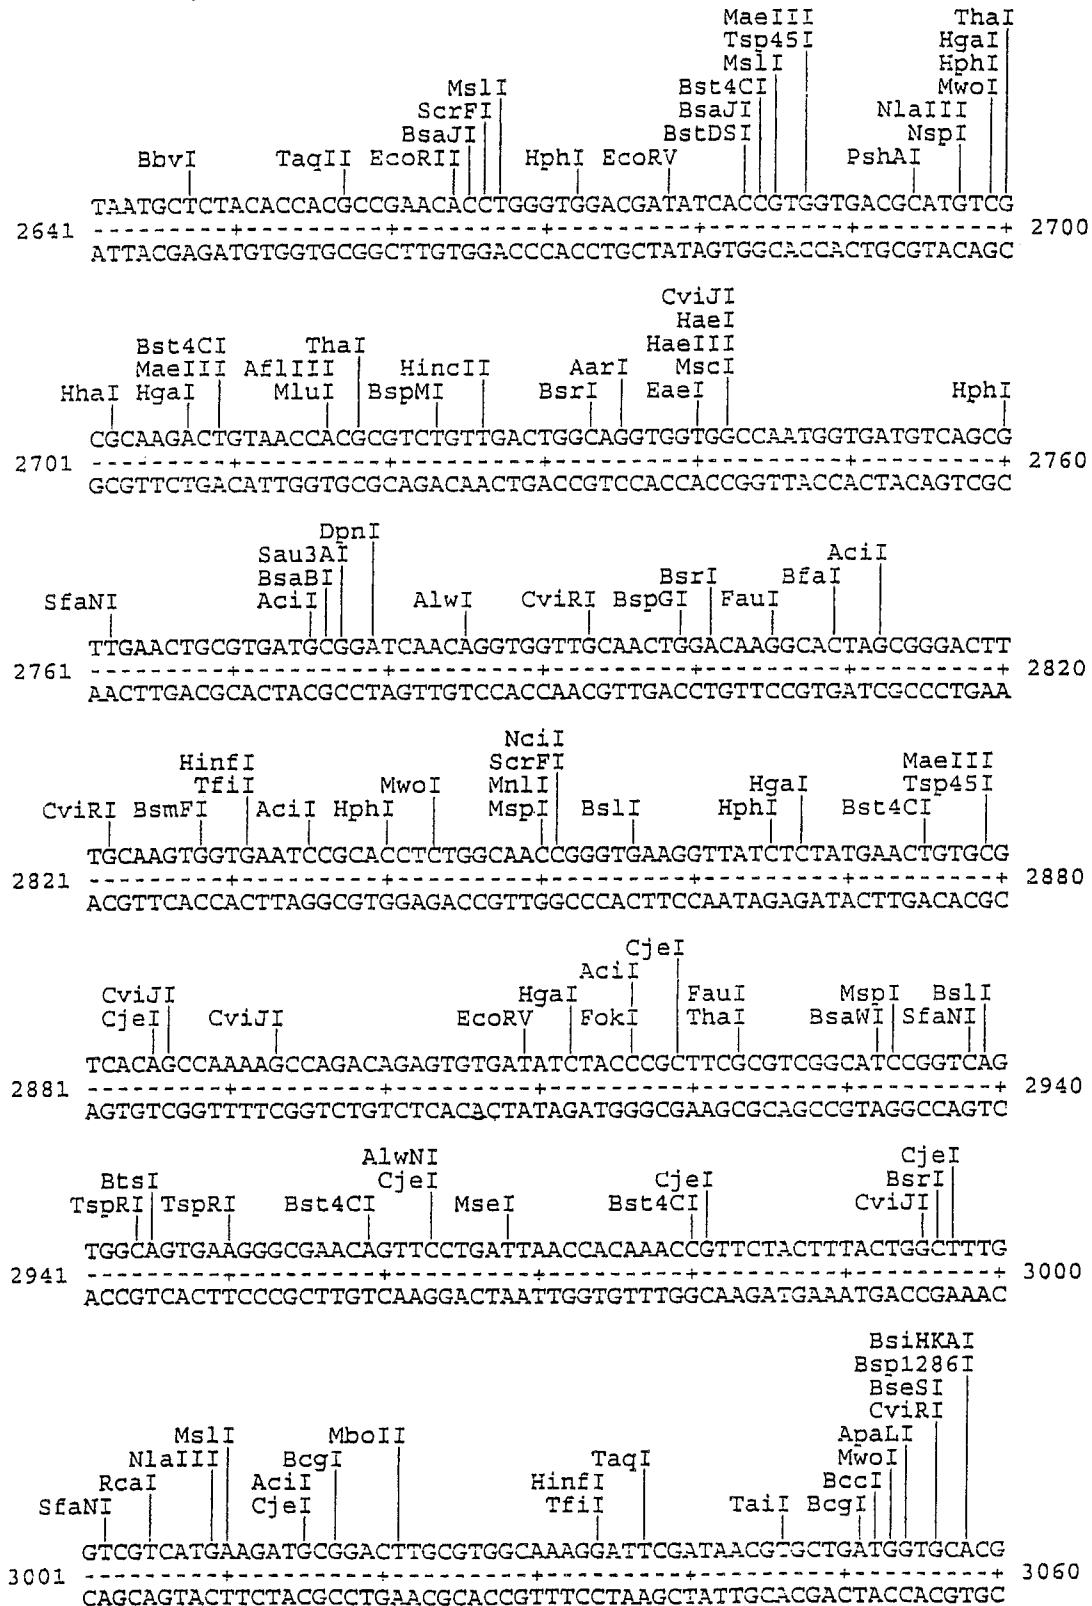 MaeIII ThaI
Tsp45I HgaI
MslI HphI
MslI Bst4CI MwoI
ScrFI BsaJI NlaIII
BsaJI BstDSI NspI
BbvI TaqII EcoRII HphI EcoRV PshAI
TAATGCTCTACACCACGCCGAACACCTGGGTGGACGATATCACCGTGGTGACGCATGTCG
2641 ---------+---------+---------+---------+---------+---------+ 2700
ATTACGAGATGTGGTGCGGCTTGTGGACCCACCTGCTATAGTGGCACCACTGCGTACAGC
CviJI
HaeI
Bst4CI ThaI HaeIII
MaeIII AflIII HincII AarI MscI
HhaI HgaI MluI BspMI BsrI EaeI HphI
CGCAAGACTGTAACCACGCGTCTGTTGACTGGCAGGTGGTGGCCAATGGTGATGTCAGCG
2701 ---------+---------+---------+---------+---------+---------+ 2760
GCGTTCTGACATTGGTGCGCAGACAACTGACCGTCCACCACCGGTTACCACTACAGTCGC
DpnI
Sau3AI AciI
BsaBI BsrI BfaI
SfaNI AciI AlwI CviRI BspGI FauI
TTGAACTGCGTGATGCGGATCAACAGGTGGTTGCAACTGGACAAGGCACTAGCGGGACTT
2761 ---------+---------+---------+---------+---------+---------+ 2820
AACTTGACGCACTACGCCTAGTTGTCCACCAACGTTGACCTGTTCCGTGATCGCCCTGAA
NciI
HinfI ScrFI MaeIII
TfiI MwoI MnlI HgaI Tsp45I
CviRI BsmFI AciI HphI MspI BslI HphI Bst4CI
TGCAAGTGGTGAATCCGCACCTCTGGCAACCGGGTGAAGGTTATCTCTATGAACTGTGCG
2821 ---------+---------+---------+---------+---------+---------+ 2880
ACGTTCACCACTTAGGCGTGGAGACCGTTGGCCCACTTCCAATAGAGATACTTGACACGC
CjeI
AciI
CviJI HgaI FauI MspI BslI
CjeI CviJI EcoRV FokI ThaI BsaWI SfaNI
TCACAGCCAAAAGCCAGACAGAGTGTGATATCTACCCGCTTCGCGTCGGCATCCGGTCAG
2881 ---------+---------+---------+---------+---------+---------+ 2940
AGTGTCGGTTTTCGGTCTGTCTCACACTATAGATGGGCGAAGCGCAGCCGTAGGCCAGTC
AlwNI CjeI
BtsI CjeI CjeI BsrI
TspRI TspRI Bst4CI MseI Bst4CI CviJI
TGGCAGTGAAGGGCGAACAGTTCCTGATTAACCACAAACCGTTCTACTTTACTGGCTTTG
2941 ---------+---------+---------+---------+---------+---------+ 3000
ACCGTCACTTCCCGCTTGTCAAGGACTAATTGGTGTTTGGCAAGATGAAATGACCGAAAC
BsiHKAI
Bsp1286I
BseSI
CviRI
MslI MboII ApaLI
NlaIII BcgI TaqI MwoI
RcaI AciI HinfI BccI
SfaNI CjeI TfiI TaiI BcgI
GTCGTCATGAAGATGCGGACTTGCGTGGCAAAGGATTCGATAACGTGCTGATGGTGCACG
3001 ---------+---------+---------+---------+---------+---------+ 3060
CAGCAGTACTTCTACGCCTGAACGCACCGTTTCCTAAGCTATTGCACGACTACCACGTGC